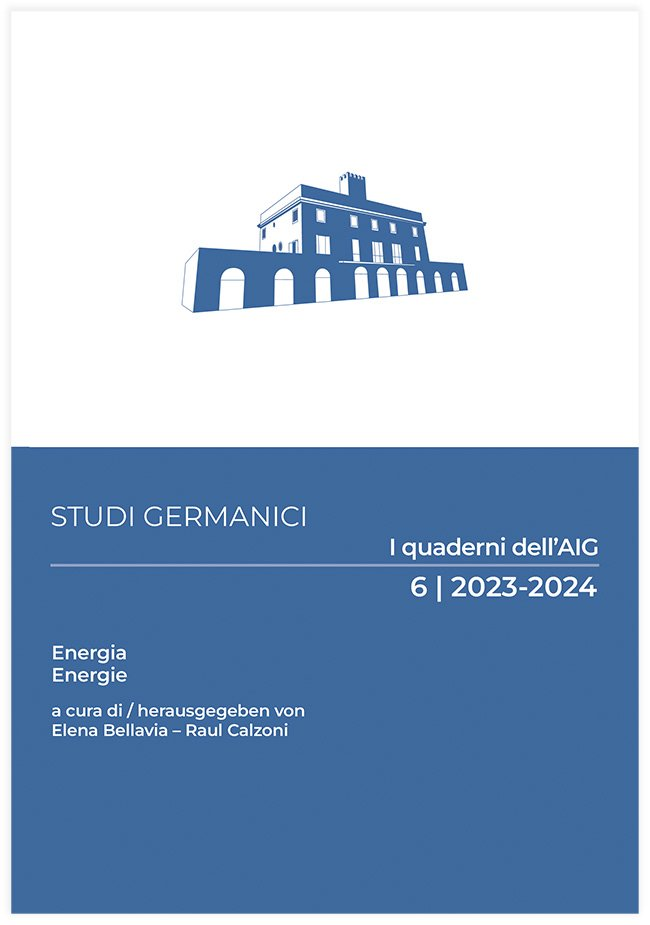 STUDI GERMANICI
I quaderni dell’AIG
6 | 2023-2024
Energia
Energie
a cura di / herausgegeben von
Elena Bellavia – Raul Calzoni